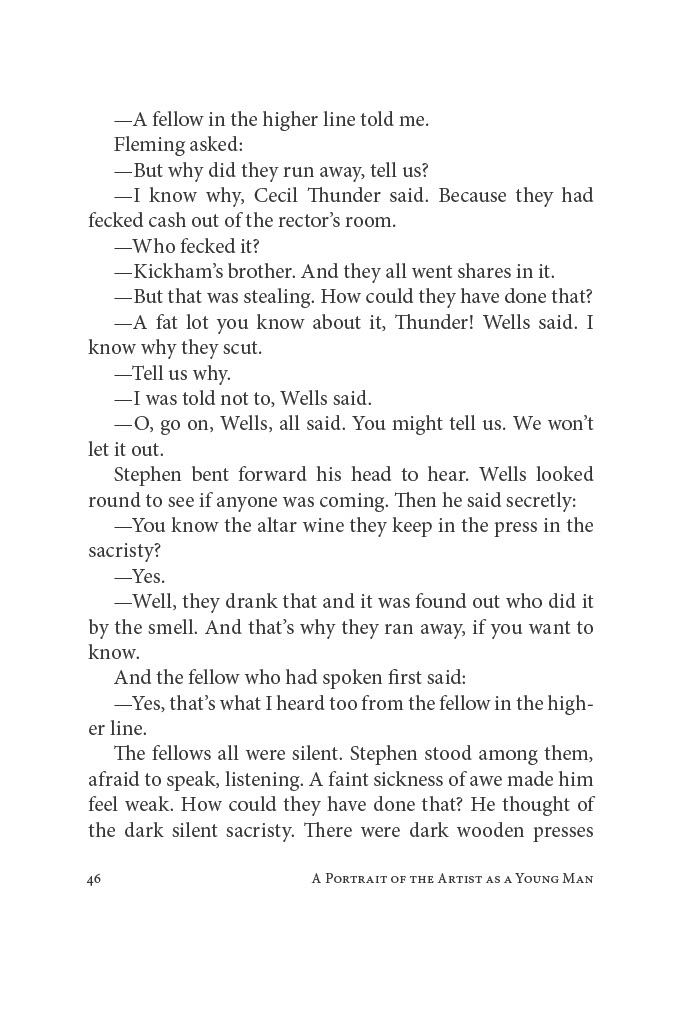 —A fellow in the higher line told me.
Fleming asked:
—But why did they run away, tell us?
—I know why, Cecil Thunder said. Because they had
fecked cash out of the rector’s room.
—Who fecked it?
—Kickham’s brother. And they all went shares in it.
—But that was stealing. How could they have done that?
—A fat lot you know about it, Thunder! Wells said. I
know why they scut.
—Tell us why.
—I was told not to, Wells said.
—O, go on, Wells, all said. You might tell us. We won’t
let it out.
Stephen bent forward his head to hear. Wells looked
round to see if anyone was coming. Then he said secretly:
—You know the altar wine they keep in the press in the
sacristy?
—Yes.
—Well, they drank that and it was found out who did it
by the smell. And that’s why they ran away, if you want to
know.
And the fellow who had spoken first said:
—Yes, that’s what I heard too from the fellow in the high-
er line.
The fellows all were silent. Stephen stood among them,
afraid to speak, listening. A faint sickness of awe made him
feel weak. How could they have done that? He thought of
the dark silent sacristy. There were dark wooden presses
46 A Portrait of the Artist as a Young Man